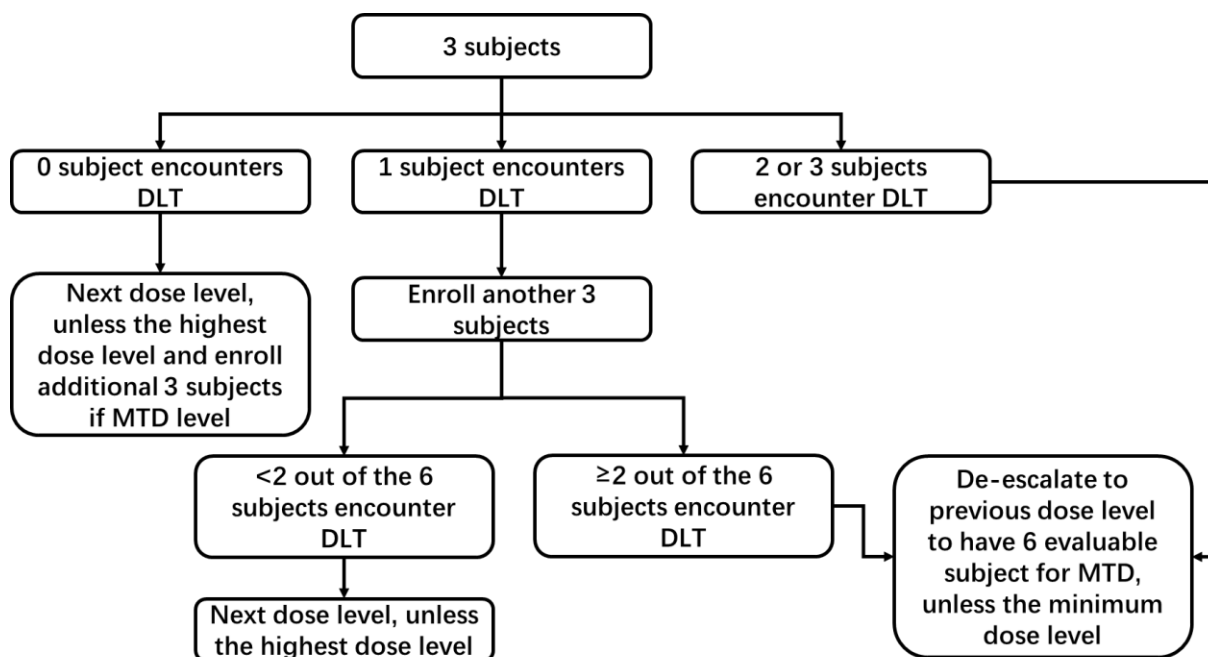 3 subjects
0 subject encounters
DLT
1 subject encounters
DLT
2 or 3 subjects
encounter DLT
Next dose level,
unless the highest
dose level and enroll
additional 3 subjects
if MTD level
Enroll another 3
subjects
<2 out of the 6
subjects encounter
DLT
≥2 out of the 6
subjects encounter
DLT
De-escalate to
previous dose level
to have 6 evaluable
subject for MTD,
unless the minimum
dose level
Next dose level, unless
the highest dose level